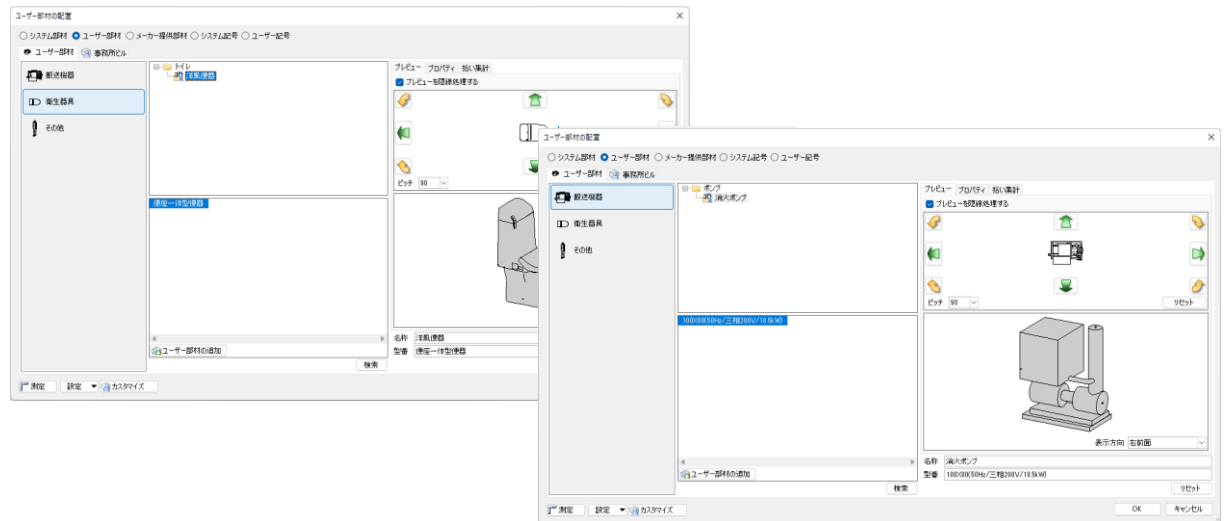 ユーザー部材の配置
システム部材 ユーザー部材 メーカー提供部材 システム記号 ユーザー記号
ユーザー部材 事務所ビル
搬送機器
衛生器具
その他
トイレ
洋風便器
便座一体型便器
ユーザー部材の追加
検索
プレビュー プロパティ 拾い集計
プレビューを隠線処理する
ピッチ 90
名称 洋風便器
型番 便座一体型便器
測定 設定 カスタマイズ
ユーザー部材の配置
システム部材 ユーザー部材 メーカー提供部材 システム記号 ユーザー記号
ユーザー部材 事務所ビル
搬送機器
衛生器具
その他
ポンプ
消火ポンプ
100X80(50Hz/三相200V/18.5kW)
ユーザー部材の追加
検索
プレビュー プロパティ 拾い集計
プレビューを隠線処理する
ピッチ 90
リセット
表示方向 右前面
名称 消火ポンプ
型番 100X80(50Hz/三相200V/18.5kW)
リセット
測定 設定 カスタマイズ
OK キャンセル